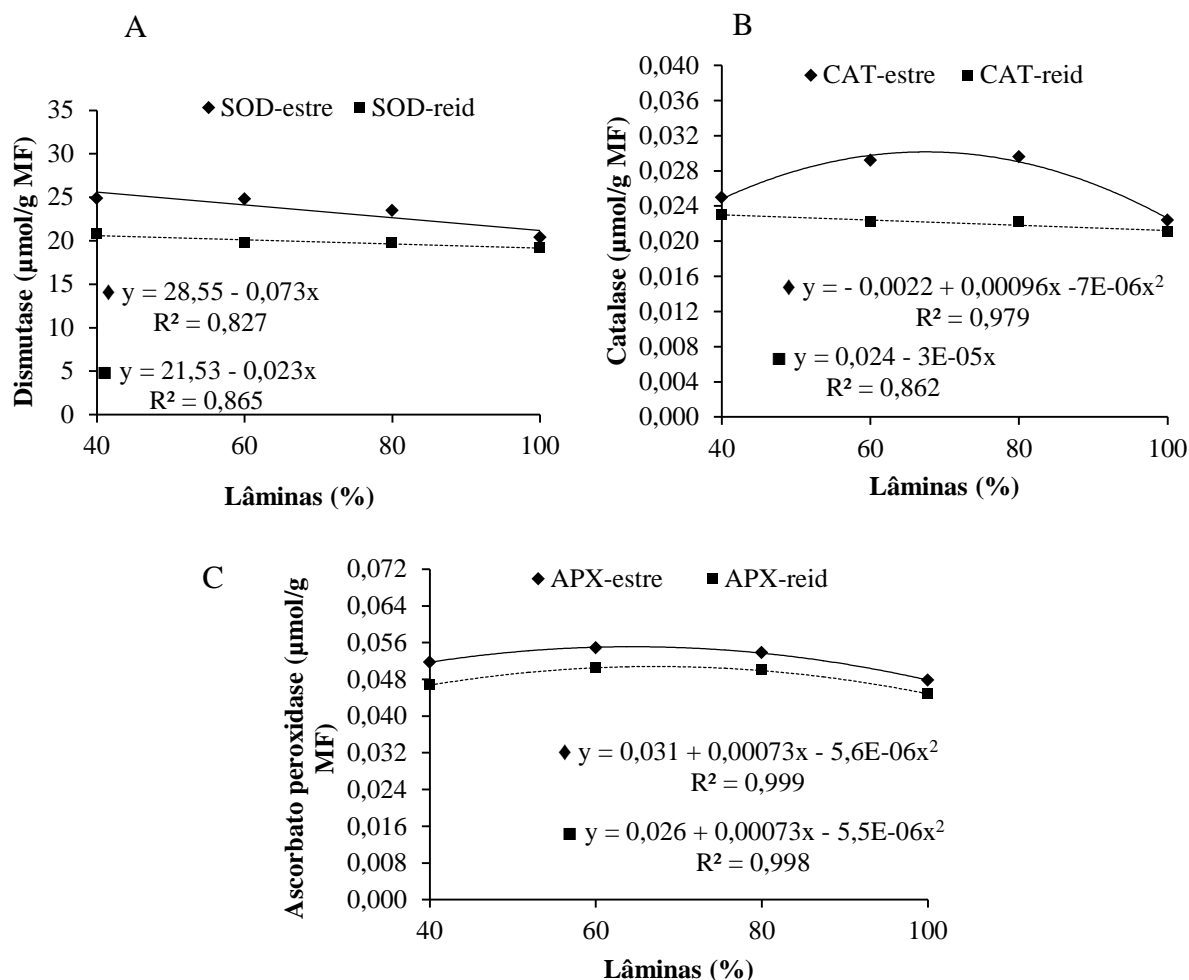 A
SOD-estre SOD-reid
Dismutase (µmol/g MF)
35
30
25
20
15
10
5
0
y = 28,55 - 0,073x
R² = 0,827
y = 21,53 - 0,023x
R² = 0,865
40 60 80 100
Lâminas (%)
B
CAT-estre CAT-reid
Catalase (µmol/g MF)
0,040
0,036
0,032
0,028
0,024
0,020
0,016
0,012
0,008
0,004
0,000
y = - 0,0022 + 0,00096x -7E-06x²
R² = 0,979
y = 0,024 - 3E-05x
R² = 0,862
40 60 80 100
Lâminas (%)
C
APX-estre APX-reid
Ascorbato peroxidase (µmol/g
MF)
0,072
0,064
0,056
0,048
0,040
0,032
0,024
0,016
0,008
0,000
y = 0,031 + 0,00073x - 5,6E-06x²
R² = 0,999
y = 0,026 + 0,00073x - 5,5E-06x²
R² = 0,998
40 60 80 100
Lâminas (%)